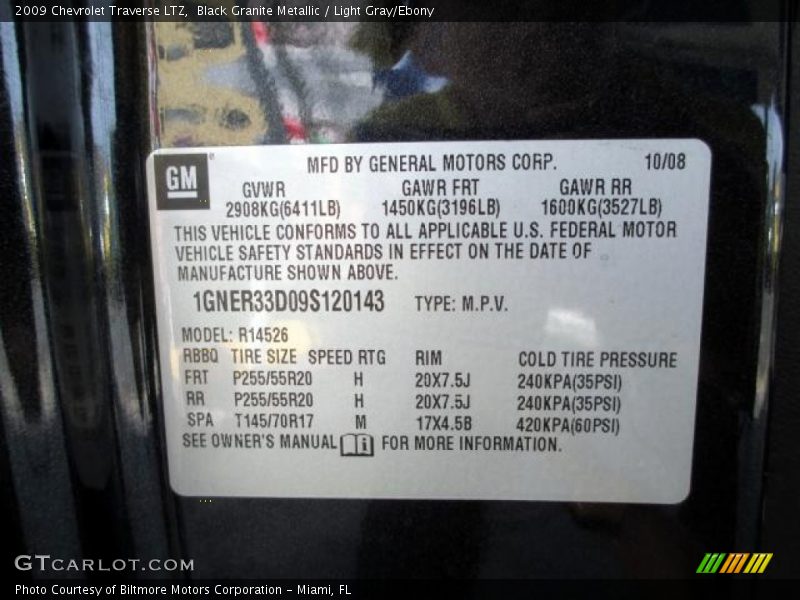 2009 Chevrolet Traverse LTZ, Black Granite Metallic / Light Gray/Ebony
GM
MFD BY GENERAL MOTORS CORP. 10/08
GVWR GAWR FRT GAWR RR
2908KG(6411LB) 1450KG(3196LB) 1600KG(3527LB)
THIS VEHICLE CONFORMS TO ALL APPLICABLE U.S. FEDERAL MOTOR
VEHICLE SAFETY STANDARDS IN EFFECT ON THE DATE OF
MANUFACTURE SHOWN ABOVE.
1GNER33D09S120143 TYPE: M.P.V.
MODEL: R14526
RBBQ TIRE SIZE SPEED RTG RIM COLD TIRE PRESSURE
FRT P255/55R20 H 20X7.5J 240KPA(35PSI)
RR P255/55R20 H 20X7.5J 240KPA(35PSI)
SPA T145/70R17 M 17X4.5B 420KPA(60PSI)
SEE OWNER'S MANUAL i FOR MORE INFORMATION.
GTCARLOT.COM
Photo Courtesy of Biltmore Motors Corporation - Miami, FL